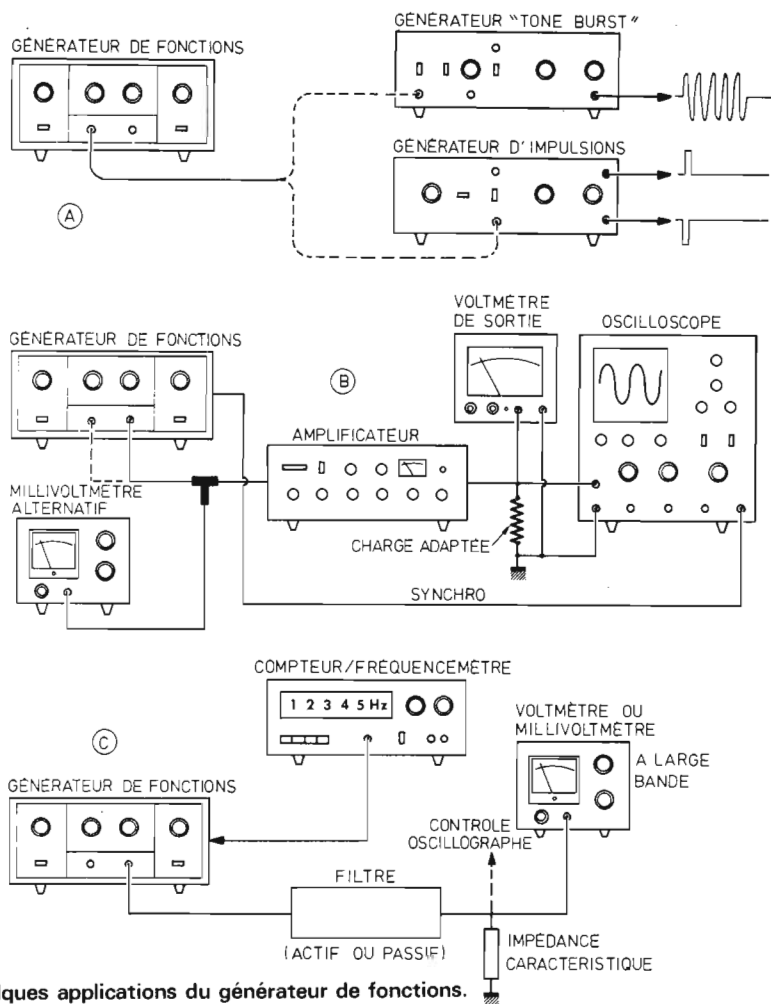 GÉNÉRATEUR DE FONCTIONS
GÉNÉRATEUR "TONE BURST"
GÉNÉRATEUR D'IMPULSIONS
A
GÉNÉRATEUR DE FONCTIONS
B
VOLTMÈTRE
DE SORTIE
OSCILLOSCOPE
AMPLIFICATEUR
MILLIVOLTMÈTRE
ALTERNATIF
CHARGE ADAPTÉE
SYNCHRO
COMPTEUR/FRÉQUENCEMÈTRE
1 2 3 4 5 Hz
C
GÉNÉRATEUR DE FONCTIONS
VOLTMÈTRE OU
MILLIVOLTMÈTRE
A LARGE
BANDE
CONTROLE
OSCILLOGRAPHE
FILTRE
(ACTIF OU PASSIF)
IMPÉDANCE
CARACTERISTIQUE
lques applications du générateur de fonctions.